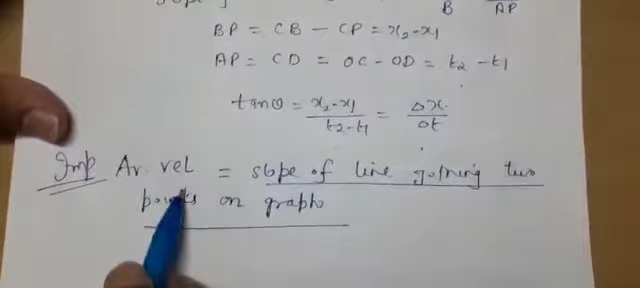 B AP
BP = CB - CP = x2-x1
AP = CD = OC - OD = t2 - t1
tanθ = x2-x1 / t2-t1 = Δx / Δt
Imp Av. vel = slope of line joining two
points on graph